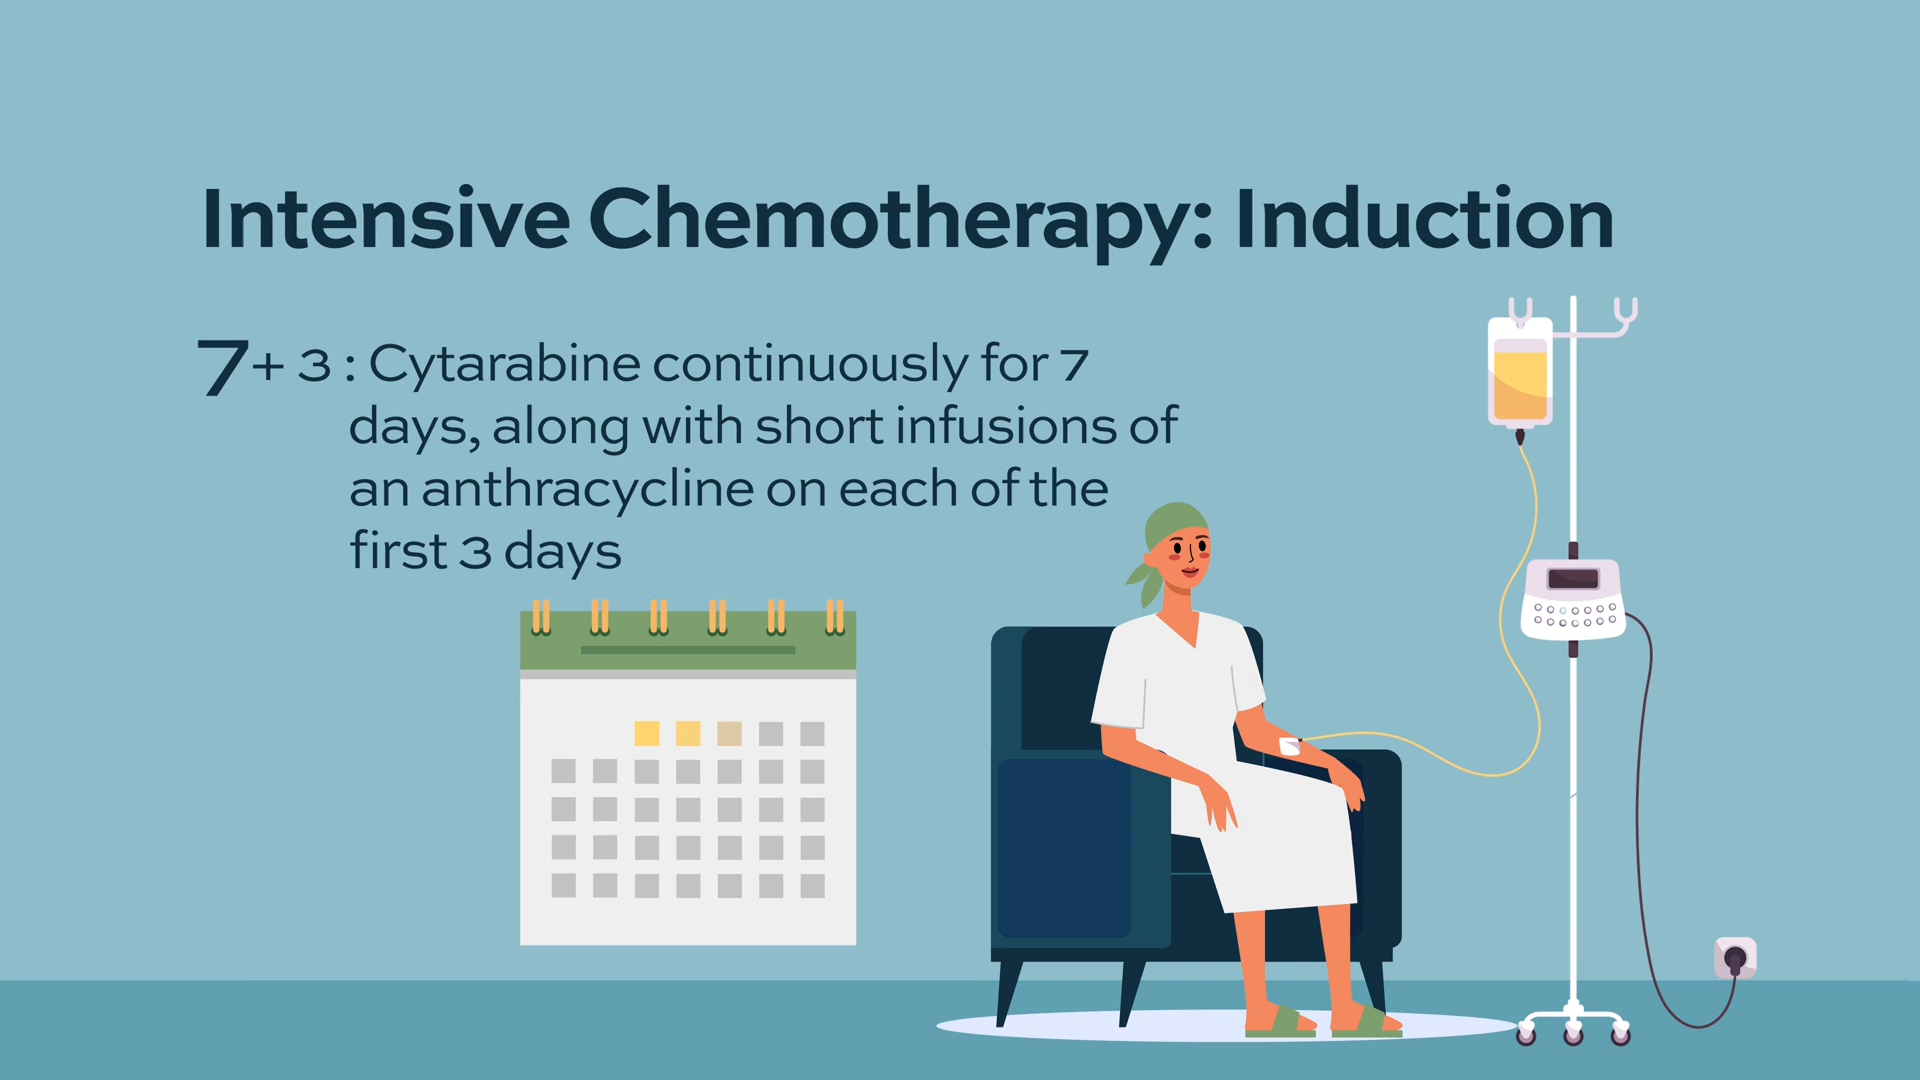 Intensive Chemotherapy: Induction
7+ 3 : Cytarabine continuously for 7
days, along with short infusions of
an anthracycline on each of the
first 3 days